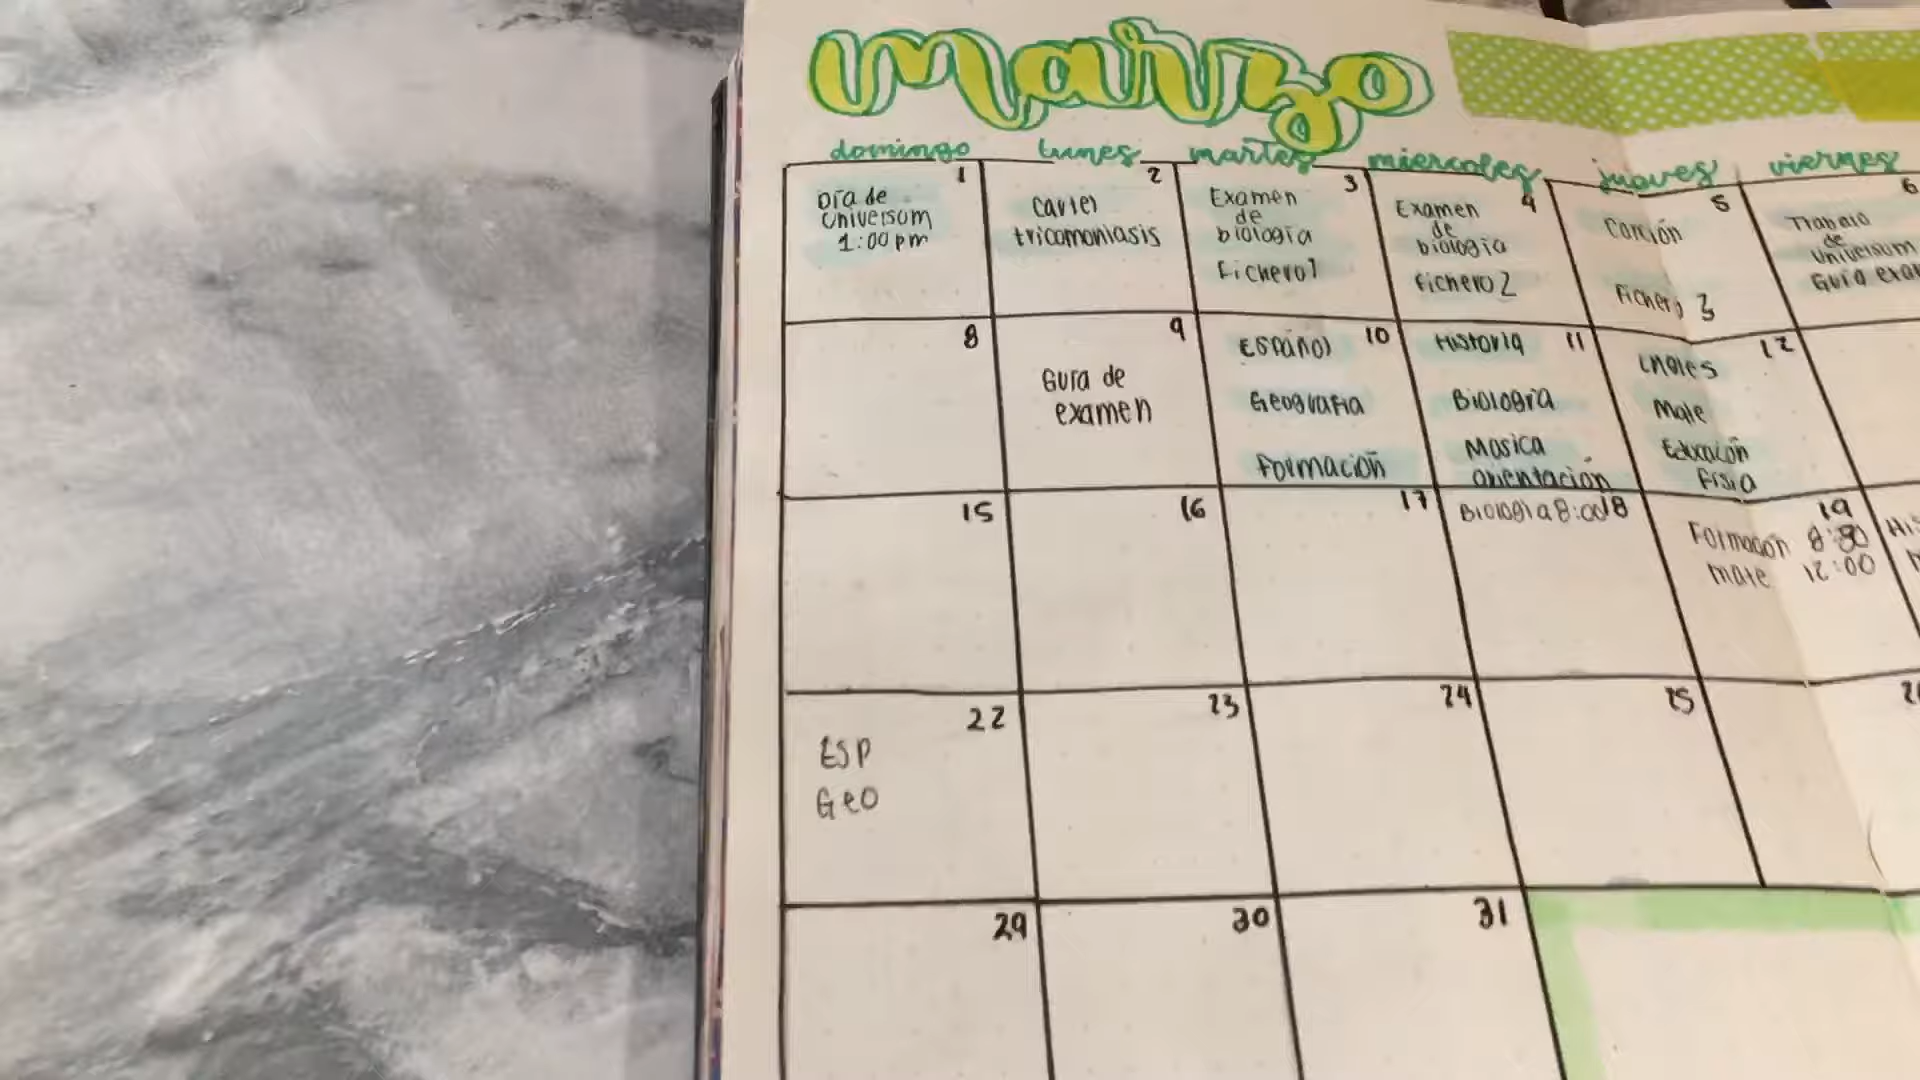 marzo
domingo lunes martes miercoles jueves viernes
1
Día de
Universum
1:00 pm
2
Cartel
tricomoniasis
3
Examen
de
biología
Fichero 1
4
Examen
de
biología
Fichero 2
5
Canción
Fichero 3
6
Trabajo
de
Universum
Guía
8
9
Guía de
examen
10
Español
Geografia
Formación
11
Historia
Biología
Musica
orientación
12
Ingles
Mate
Educación
Fisia
15
16
17
18
Biología 8:00
19
Formación 8:30
mate 12:00
22
ESP
Geo
23
24
25
29
30
31